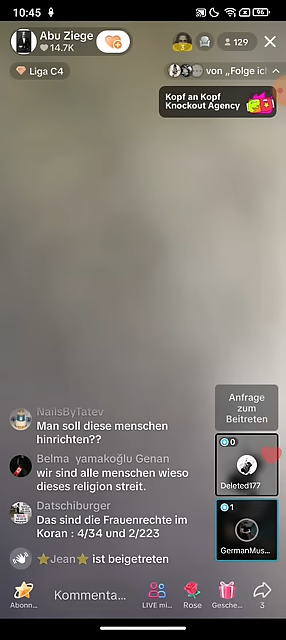 10:45
96
Abu Ziege
14.7K
3
129
Liga C4
von „Folge ich
Kopf an Kopf
Knockout Agency
Anfrage
zum
Beitreten
NailsByTatev
Man soll diese menschen
hinrichten??
0
Deleted177
Belma yamakoğlu Genan
wir sind alle menschen wieso
dieses religion streit.
Datschiburger
Das sind die Frauenrechte im
Koran : 4/34 und 2/223
1
GermanMus...
Jean ist beigetreten
Abonn...
Kommenta...
LIVE mi...
Rose
Gesche...
3